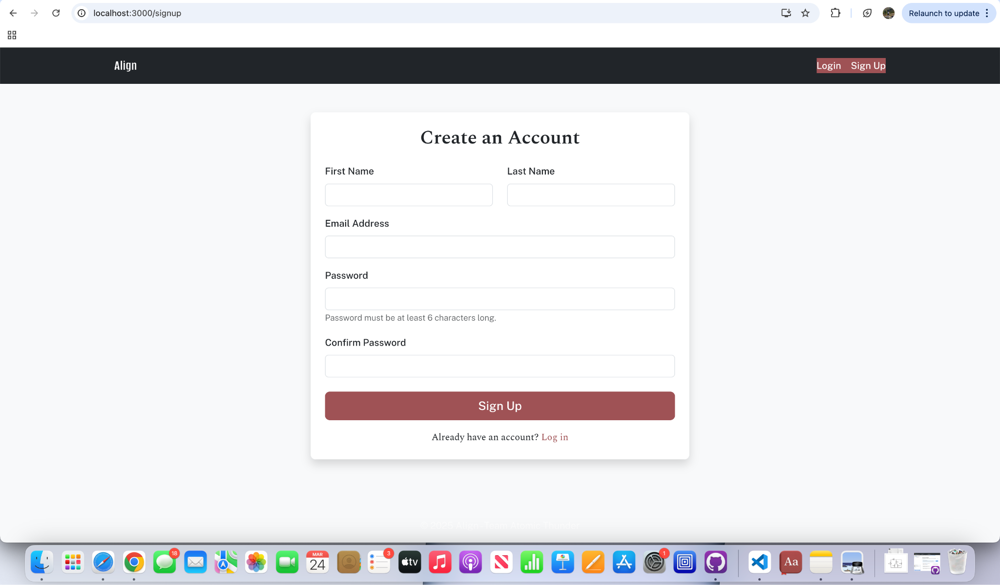 localhost:3000/signup
Relaunch to update
Align
Login Sign Up
Create an Account
First Name Last Name
Email Address
Password
Password must be at least 6 characters long.
Confirm Password
Sign Up
Already have an account? Log in
© 2025 Align -Team Atomic Thunder
18
MAR
24
3
tv
1
Aa